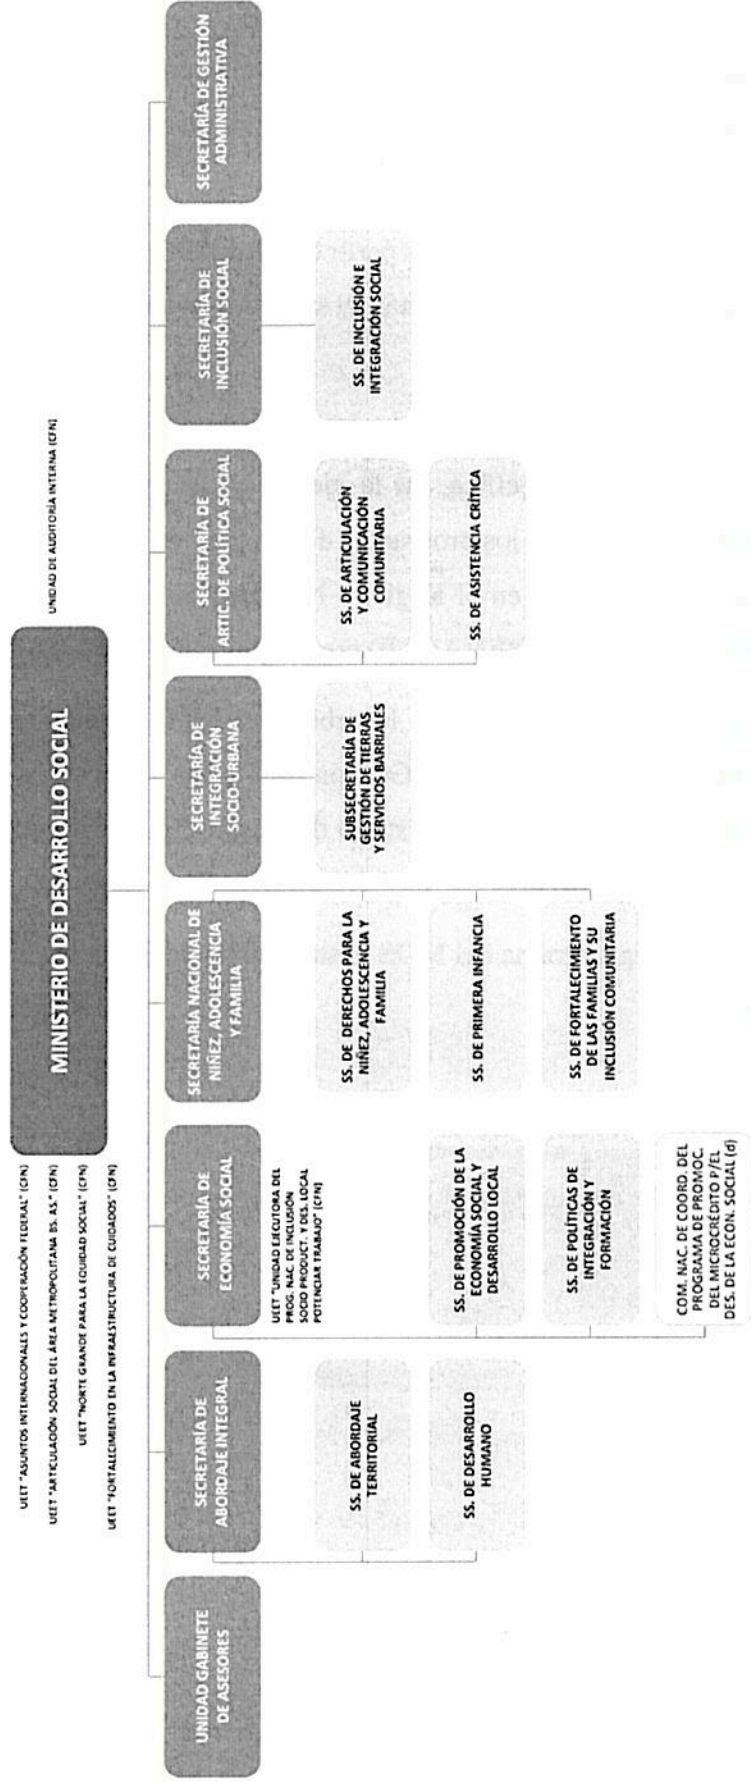 UEET "ASUNTOS INTERNACIONALES Y COOPERACIÓN FEDERAL" (CFN)
UEET "ARTICULACIÓN SOCIAL DEL ÁREA METROPOLITANA BS. AS." (CFN)
UEET "NORTE GRANDE PARA LA EQUIDAD SOCIAL" (CFN)
UEET "FORTALECIMIENTO EN LA INFRAESTRUCTURA DE CUIDADOS" (CFN)
MINISTERIO DE DESARROLLO SOCIAL
UNIDAD DE AUDITORÍA INTERNA (CFN)
UNIDAD GABINETE
DE ASESORES
SECRETARÍA DE
ABORDAJE INTEGRAL
SS. DE ABORDAJE
TERRITORIAL
SS. DE DESARROLLO
HUMANO
SECRETARÍA DE
ECONOMÍA SOCIAL
UEET "UNIDAD EJECUTORA DEL
PROG. NAC. DE INCLUSIÓN
SOCIO PRODUCT. Y DES. LOCAL
POTENCIAR TRABAJO" (CFN)
SS. DE PROMOCIÓN DE LA
ECONOMÍA SOCIAL Y
DESARROLLO LOCAL
SS. DE POLÍTICAS DE
INTEGRACIÓN Y
FORMACIÓN
COM. NAC. DE COORD. DEL
PROGRAMA DE PROMOC.
DEL MICROCRÉDITO P/EL
DES. DE LA ECON. SOCIAL (d)
SECRETARÍA NACIONAL DE
NIÑEZ, ADOLESCENCIA
Y FAMILIA
SS. DE DERECHOS PARA LA
NIÑEZ, ADOLESCENCIA Y
FAMILIA
SS. DE PRIMERA INFANCIA
SS. DE FORTALECIMIENTO
DE LAS FAMILIAS Y SU
INCLUSIÓN COMUNITARIA
SECRETARÍA DE
INTEGRACIÓN
SOCIO-URBANA
SUBSECRETARÍA DE
GESTIÓN DE TIERRAS
Y SERVICIOS BARRIALES
SECRETARÍA DE
ARTIC. DE POLÍTICA SOCIAL
SS. DE ARTICULACIÓN
Y COMUNICACIÓN
COMUNITARIA
SS. DE ASISTENCIA CRÍTICA
SECRETARÍA DE
INCLUSIÓN SOCIAL
SS. DE INCLUSIÓN E
INTEGRACIÓN SOCIAL
SECRETARÍA DE GESTIÓN
ADMINISTRATIVA